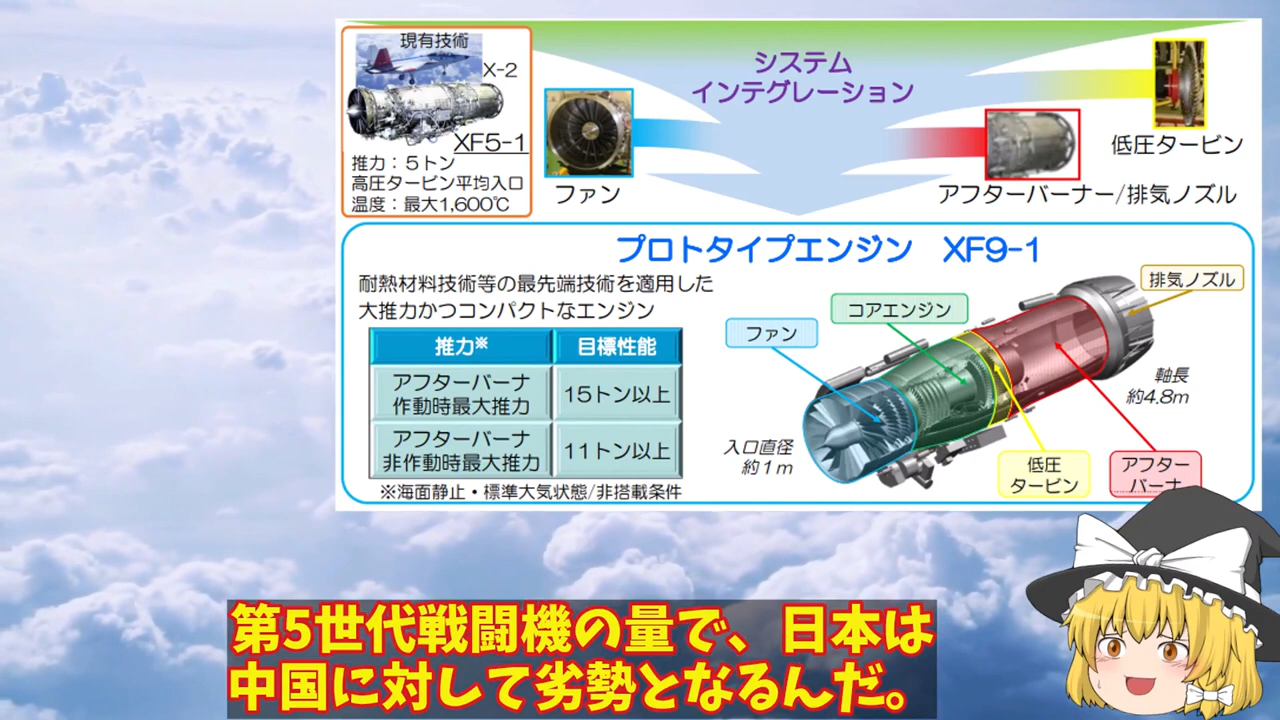 現有技術
X-2
XF5-1
推力：５トン
高圧タービン平均入口
温度：最大1,600℃
システム
インテグレーション
ファン
アフターバーナー/排気ノズル
低圧タービン
プロトタイプエンジン　XF9-1
耐熱材料技術等の最先端技術を適用した
大推力かつコンパクトなエンジン
推力※
目標性能
アフターバーナ
作動時最大推力
15トン以上
アフターバーナ
非作動時最大推力
11トン以上
※海面静止・標準大気状態/非搭載条件
ファン
コアエンジン
排気ノズル
入口直径
約１ｍ
軸長
約4.8m
低圧
タービン
アフター
バーナ
第5世代戦闘機の量で、日本は
中国に対して劣勢となるんだ。